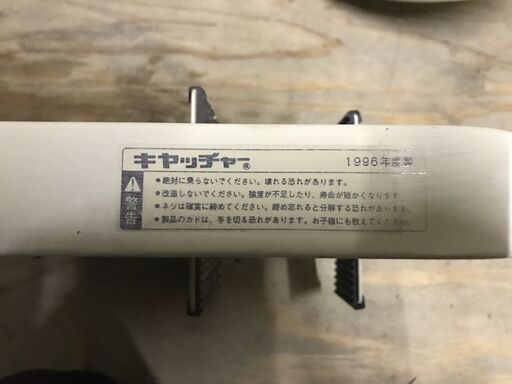 キャッチャー® 1996年度製
警告
●絶対に乗らないでください。壊れる恐れがあります。
●改造しないでください。強度が不足したり、寿命が短かくなります。
●ネジは確実に締めてください。締め忘れると分解する恐れがあります。
●製品のカドは、手を切る恐れがあります。お子様にも教えてください。